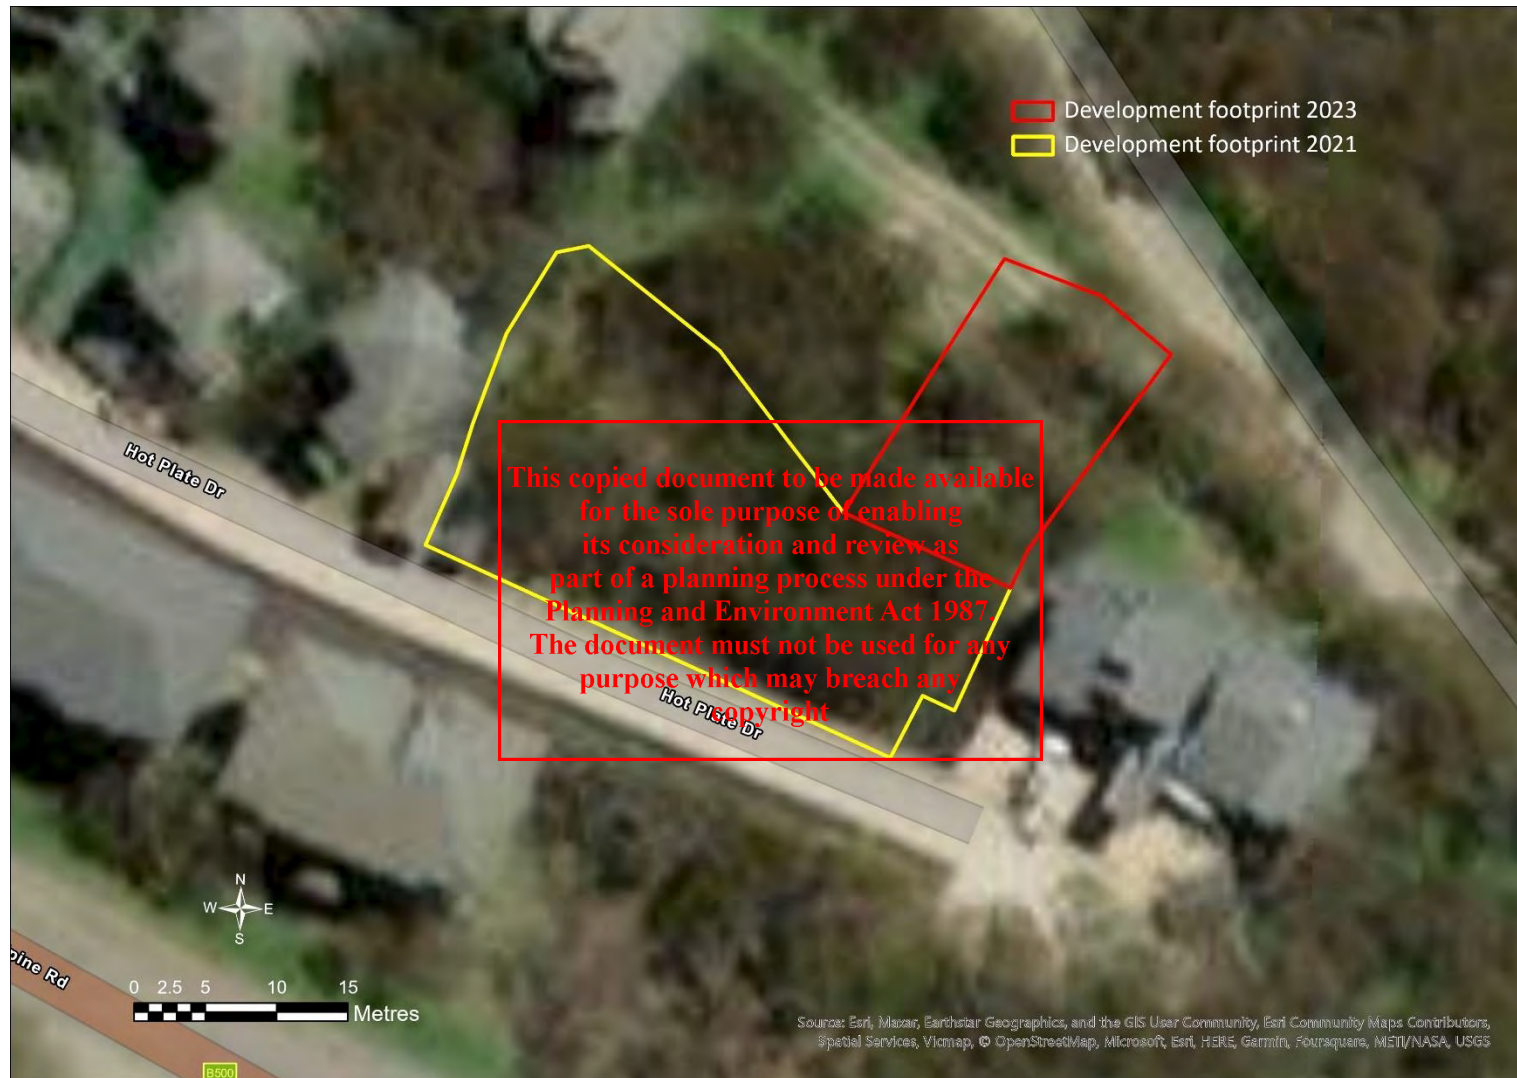 Development footprint 2023
Development footprint 2021
Hot Plate Dr
This copied document to be made available
for the sole purpose of enabling
its consideration and review as
part of a planning process under the
Planning and Environment Act 1987.
The document must not be used for any
purpose which may breach any
copyright
Hot Plate Dr
N
W E
S
pine Rd
0 2.5 5 10 15
Metres
B500
Source: Esri, Maxar, Earthstar Geographics, and the GIS User Community, Esri Community Maps Contributors,
Spatial Services, Vicmap, © OpenStreetMap, Microsoft, Esri, HERE, Garmin, Foursquare, METI/NASA, USGS